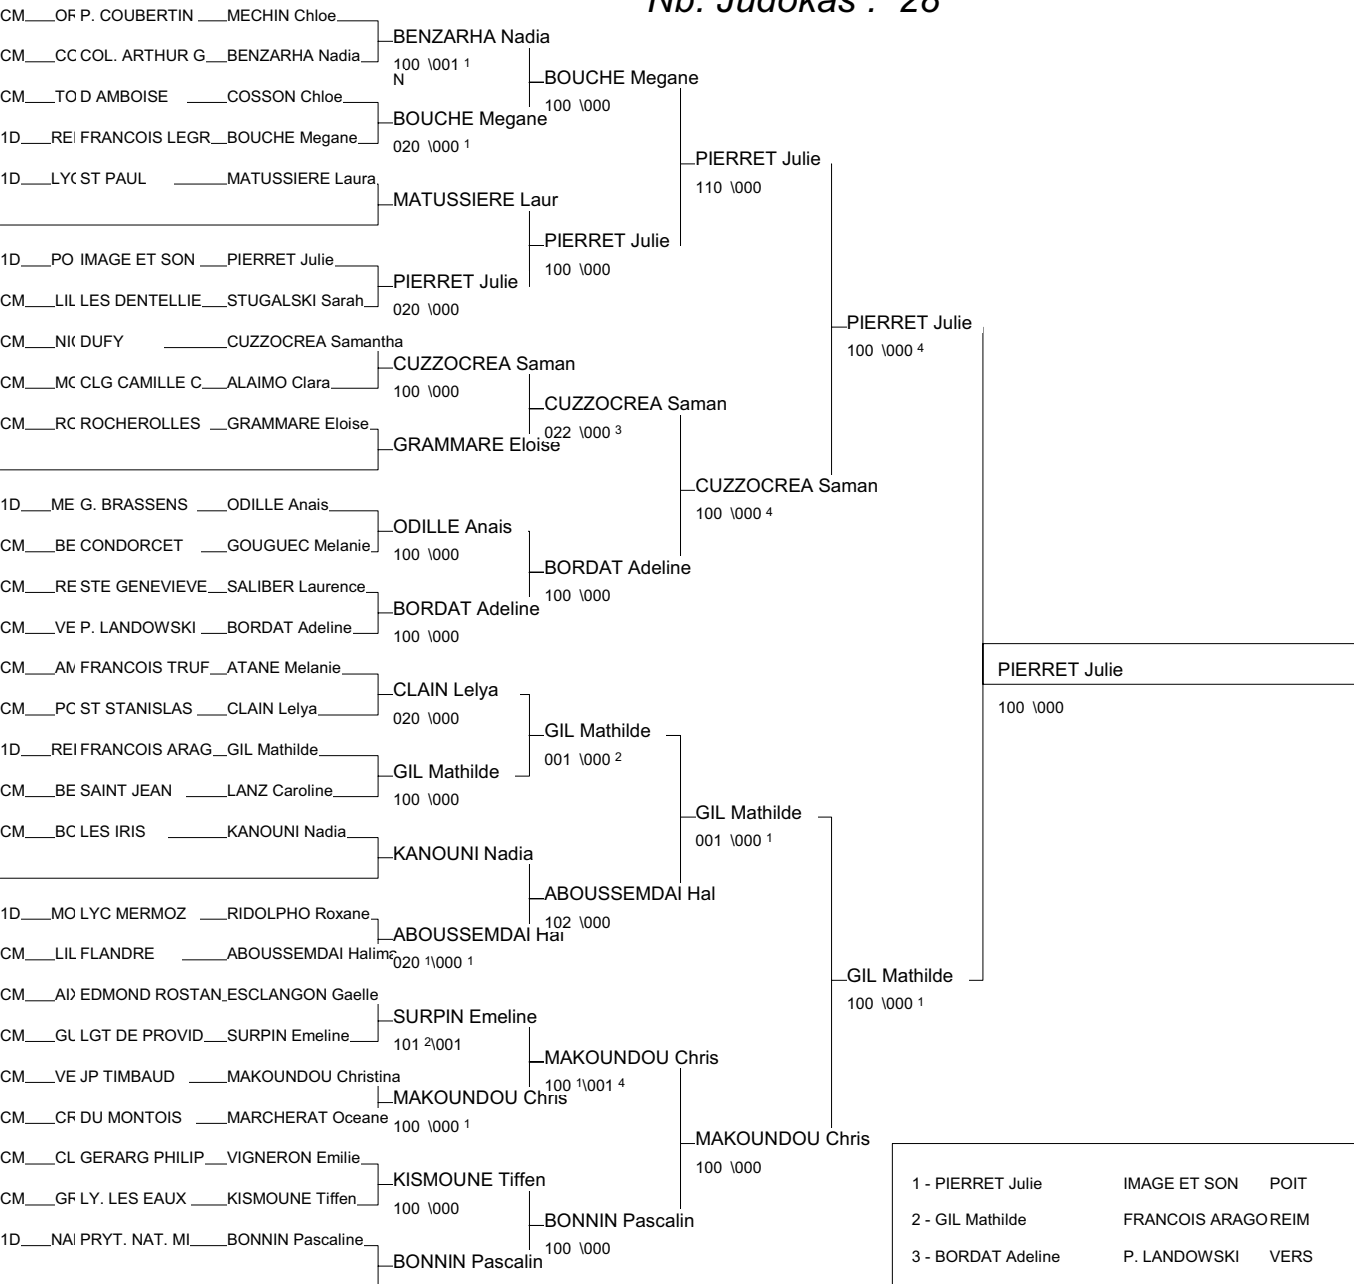 Nb. Judokas : 28
CM OF P. COUBERTIN MECHIN Chloe
BENZARHA Nadia
CM CC COL. ARTHUR G BENZARHA Nadia
100 \001 1
N
BOUCHE Megane
CM TO D AMBOISE COSSON Chloe
100 \000
BOUCHE Megane
1D REI FRANCOIS LEGR BOUCHE Megane
020 \000 1
PIERRET Julie
1D LYC ST PAUL MATUSSIERE Laura
110 \000
MATUSSIERE Laur
PIERRET Julie
1D PO IMAGE ET SON PIERRET Julie
100 \000
PIERRET Julie
CM LIL LES DENTELLIE STUGALSKI Sarah
020 \000
PIERRET Julie
CM NI DUFY CUZZOCREA Samantha
100 \000 4
CUZZOCREA Saman
CM MC CLG CAMILLE C ALAIMO Clara
100 \000
CUZZOCREA Saman
CM RC ROCHEROLLES GRAMMARE Eloise
022 \000 3
GRAMMARE Eloise
CUZZOCREA Saman
1D ME G. BRASSENS ODILLE Anais
100 \000 4
ODILLE Anais
CM BE CONDORCET GOUGUEC Melanie
100 \000
BORDAT Adeline
CM RE STE GENEVIEVE SALIBER Laurence
100 \000
BORDAT Adeline
CM VE P. LANDOWSKI BORDAT Adeline
100 \000
CM AM FRANCOIS TRUF ATANE Melanie
PIERRET Julie
CLAIN Lelya
CM PC ST STANISLAS CLAIN Lelya
100 \000
020 \000
GIL Mathilde
1D REI FRANCOIS ARAG GIL Mathilde
001 \000 2
GIL Mathilde
CM BE SAINT JEAN LANZ Caroline
100 \000
GIL Mathilde
CM BC LES IRIS KANOUNI Nadia
001 \000 1
KANOUNI Nadia
ABOUSSEMDAI Hal
1D MO LYC MERMOZ RIDOLPHO Roxane
102 \000
ABOUSSEMDAI Hal
CM LIL FLANDRE ABOUSSEMDAI Halima
020 1\000 1
GIL Mathilde
CM AIX EDMOND ROSTAN ESCLANGON Gaelle
100 \000 1
SURPIN Emeline
CM GU LGT DE PROVID SURPIN Emeline
101 2\001
MAKOUNDOU Chris
CM VE JP TIMBAUD MAKOUNDOU Christina
100 1\001 4
MAKOUNDOU Chris
CM CR DU MONTOIS MARCHERAT Oceane
100 \000 1
MAKOUNDOU Chris
CM CL GERARG PHILIP VIGNERON Emilie
100 \000
KISMOUNE Tiffen
CM GR LY. LES EAUX KISMOUNE Tiffen
100 \000
BONNIN Pascalin
1D NAI PRYT. NAT. MI BONNIN Pascaline
100 \000
BONNIN Pascalin
1 - PIERRET Julie IMAGE ET SON POIT
2 - GIL Mathilde FRANCOIS ARAGO REIM
3 - BORDAT Adeline P. LANDOWSKI VERS